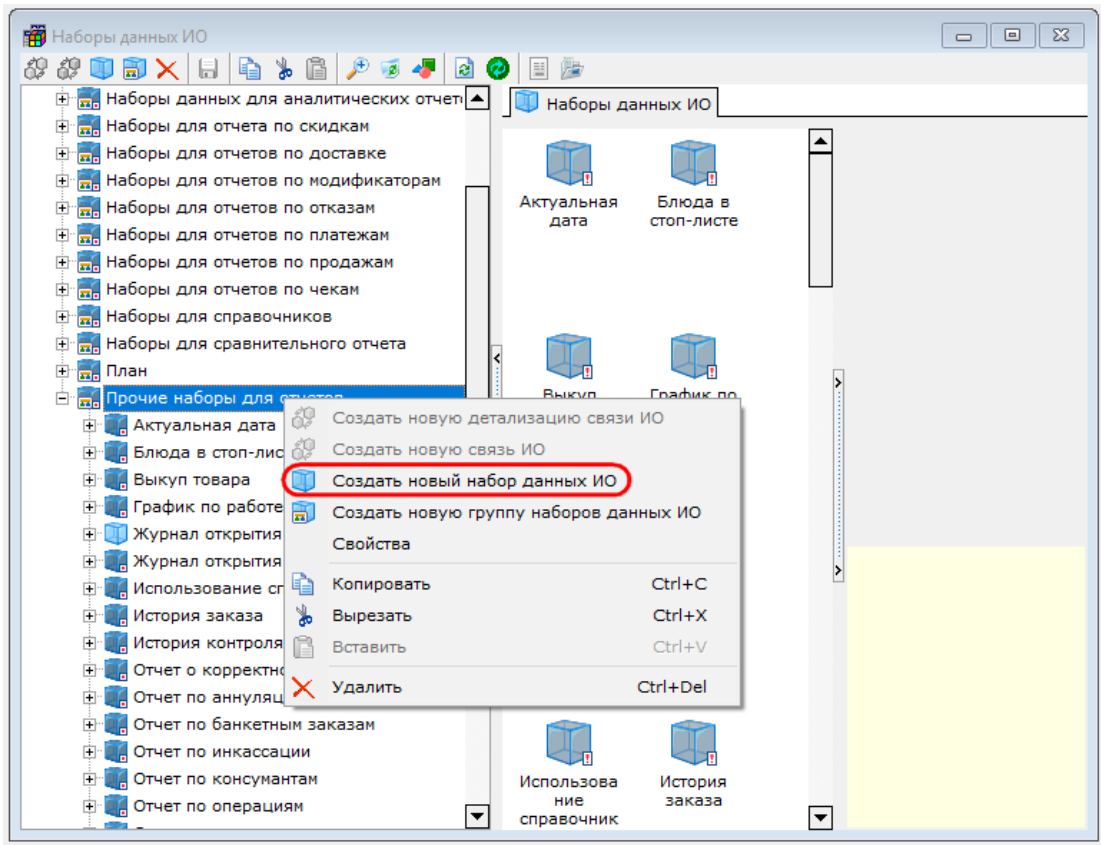 Наборы данных ИО
Наборы данных для аналитических отчет
Наборы для отчета по скидкам
Наборы для отчетов по доставке
Наборы для отчетов по модификаторам
Наборы для отчетов по отказам
Наборы для отчетов по платежам
Наборы для отчетов по продажам
Наборы для отчетов по чекам
Наборы для справочников
Наборы для сравнительного отчета
План
Прочие наборы для отчетов
Актуальная дата
Блюда в стоп-лис
Выкуп товара
График по работе
Журнал открытия
Журнал открытия
Использование сп
История заказа
История контроля
Отчет о корректно
Отчет по аннуляц
Отчет по банкетным заказам
Отчет по инкассации
Отчет по консумантам
Отчет по операциям
Наборы данных ИО
Актуальная
дата
Блюда в
стоп-листе
Выкуп
График по
Создать новую детализацию связи ИО
Создать новую связь ИО
Создать новый набор данных ИО
Создать новую группу наборов данных ИО
Свойства
Копировать Ctrl+C
Вырезать Ctrl+X
Вставить Ctrl+V
Удалить Ctrl+Del
Использова
ние
справочник
История
заказа